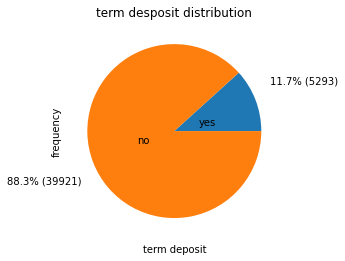 term desposit distribution
11.7% (5293)
yes
frequency
no
88.3% (39921)
term deposit